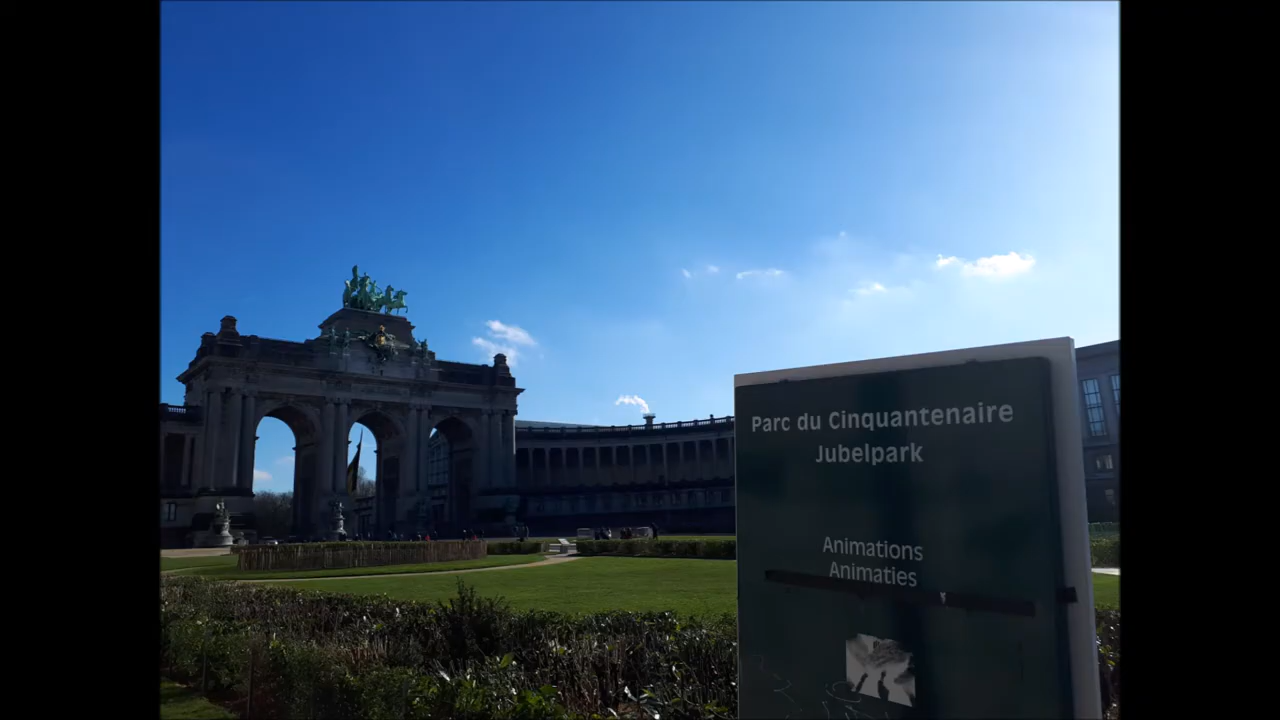 Parc du Cinquantenaire
Jubelpark
Animations
Animaties